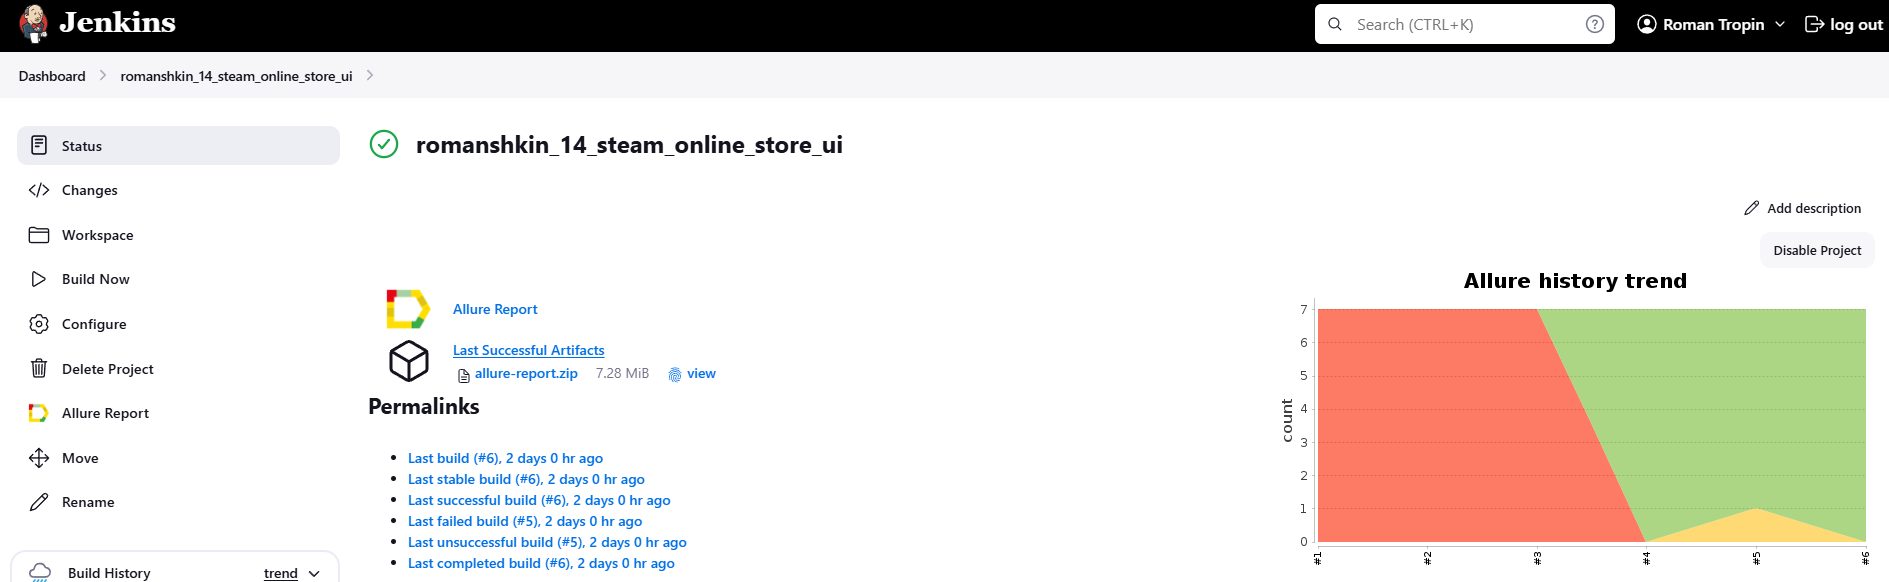 Jenkins
Search (CTRL+K)
Roman Tropin
log out
Dashboard
romanshkin_14_steam_online_store_ui
Status
Changes
Workspace
Build Now
Configure
Delete Project
Allure Report
Move
Rename
Build History
trend
romanshkin_14_steam_online_store_ui
Add description
Disable Project
Allure Report
Last Successful Artifacts
allure-report.zip 7.28 MiB view
Permalinks
Last build (#6), 2 days 0 hr ago
Last stable build (#6), 2 days 0 hr ago
Last successful build (#6), 2 days 0 hr ago
Last failed build (#5), 2 days 0 hr ago
Last unsuccessful build (#5), 2 days 0 hr ago
Last completed build (#6), 2 days 0 hr ago
Allure history trend
count
7
6
5
4
3
2
1
0
#1
#2
#3
#4
#5
#6